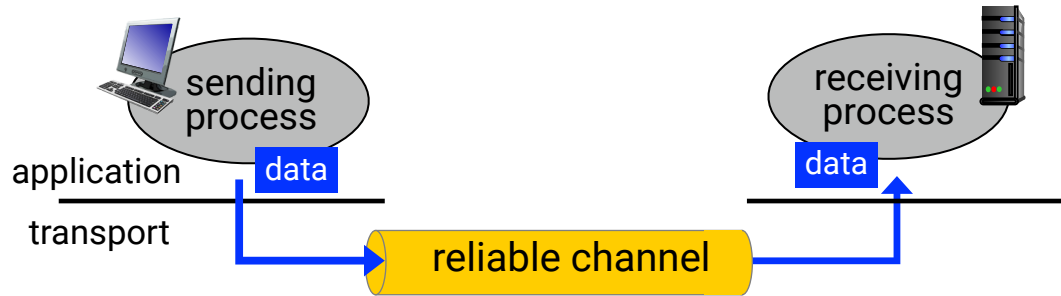 sending
process
receiving
process
application
data
data
transport
reliable channel